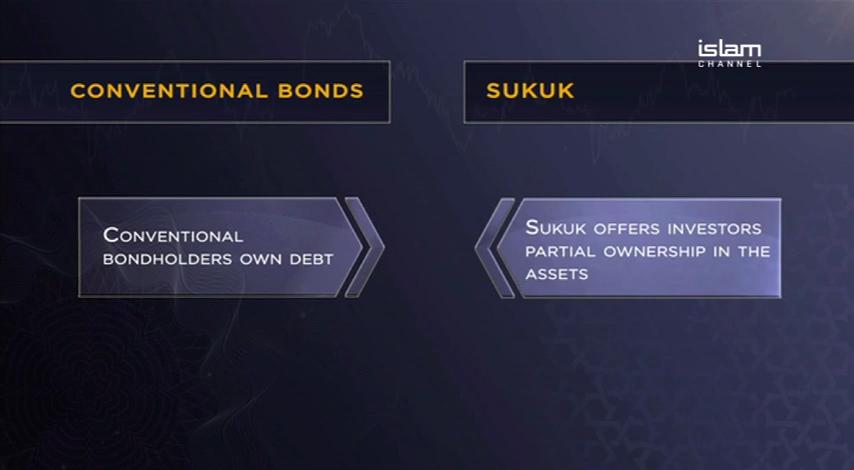 islam
CHANNEL
CONVENTIONAL BONDS
SUKUK
CONVENTIONAL
BONDHOLDERS OWN DEBT
SUKUK OFFERS INVESTORS
PARTIAL OWNERSHIP IN THE
ASSETS